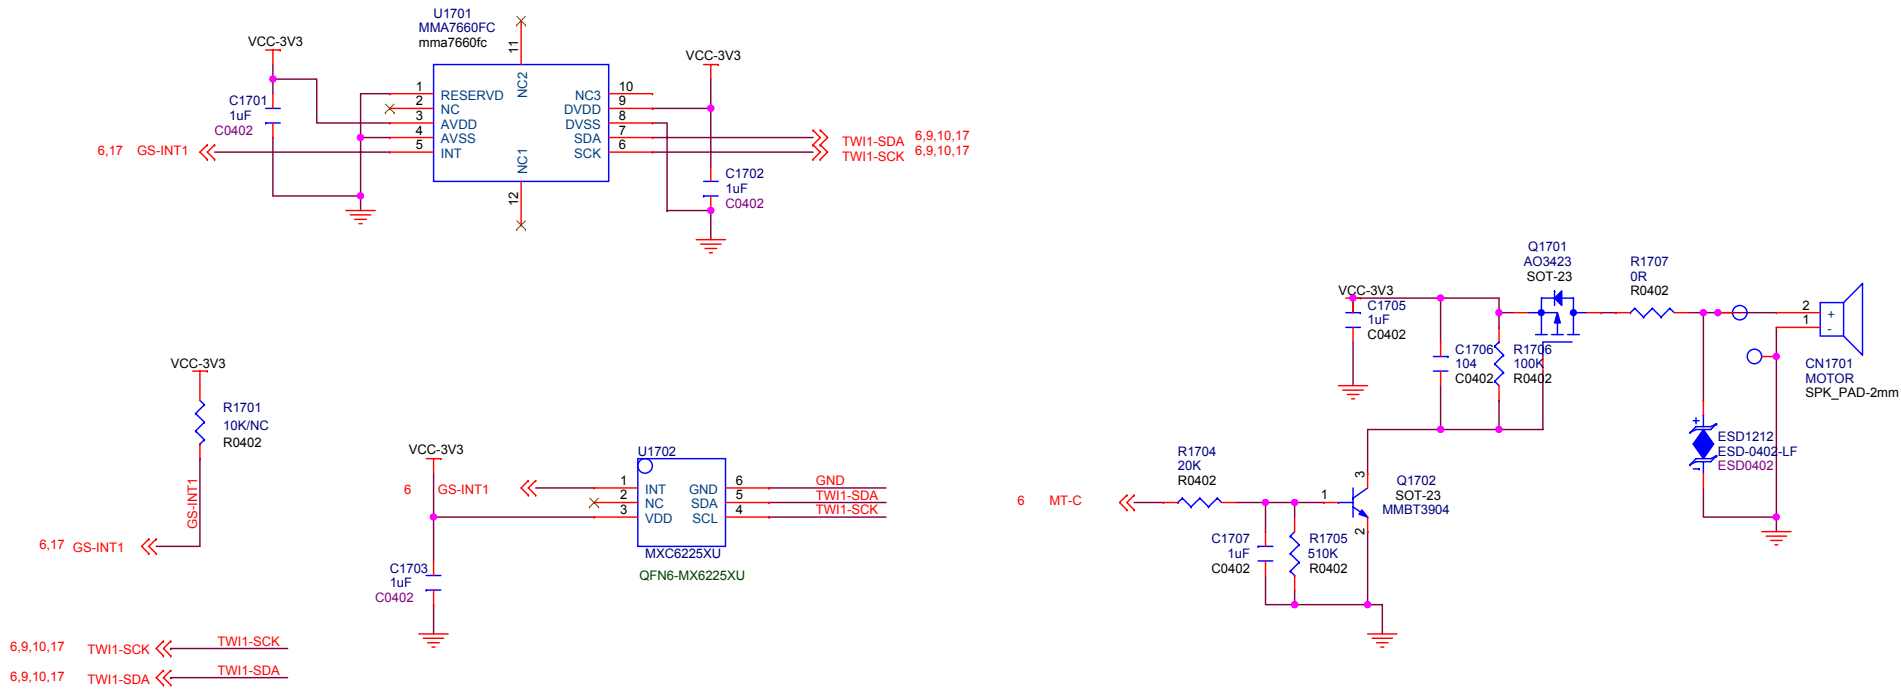 U1701
MMA7660FC
mma7660fc
VCC-3V3
C1701
1uF
C0402
6,17 GS-INT1
1 RESERVD
2 NC
3 AVDD
4 AVSS
5 INT
11 NC2
12 NC1
10 NC3
9 DVDD
8 DVSS
7 SDA
6 SCK
VCC-3V3
TWI1-SDA 6,9,10,17
TWI1-SCK 6,9,10,17
C1702
1uF
C0402
VCC-3V3
R1701
10K/NC
R0402
GS-INT1
6,17 GS-INT1
6,9,10,17 TWI1-SCK TWI1-SCK
6,9,10,17 TWI1-SDA TWI1-SDA
VCC-3V3
6 GS-INT1
C1703
1uF
C0402
U1702
1 INT
2 NC
3 VDD
6 GND GND
5 SDA TWI1-SDA
4 SCL TWI1-SCK
MXC6225XU
QFN6-MX6225XU
6 MT-C
R1704
20K
R0402
C1707
1uF
C0402
R1705
510K
R0402
1
3
2
Q1702
SOT-23
MMBT3904
VCC-3V3
C1705
1uF
C0402
C1706
104
C0402
R1706
100K
R0402
Q1701
AO3423
SOT-23
R1707
0R
R0402
2 +
1 -
CN1701
MOTOR
SPK_PAD-2mm
+
-
ESD1212
ESD-0402-LF
ESD0402